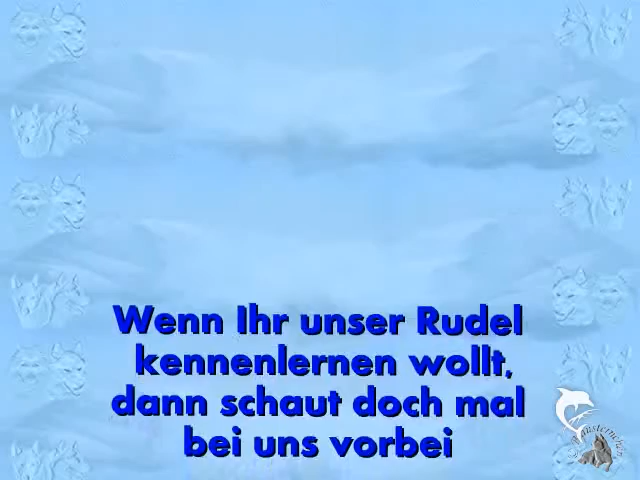 Wenn Ihr unser Rudel
kennenlernen wollt,
dann schaut doch mal
bei uns vorbei